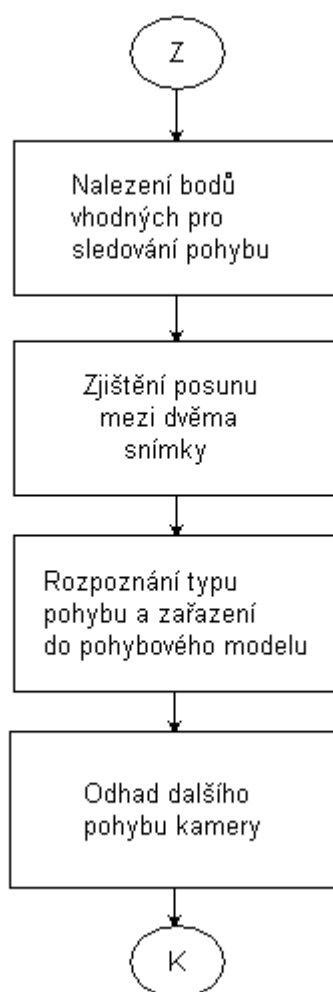 Z
Nalezení bodů
vhodných pro
sledování pohybu
Zjištění posunu
mezi dvěma
snímky
Rozpoznání typu
pohybu a zařazení
do pohybového modelu
Odhad dalšího
pohybu kamery
K